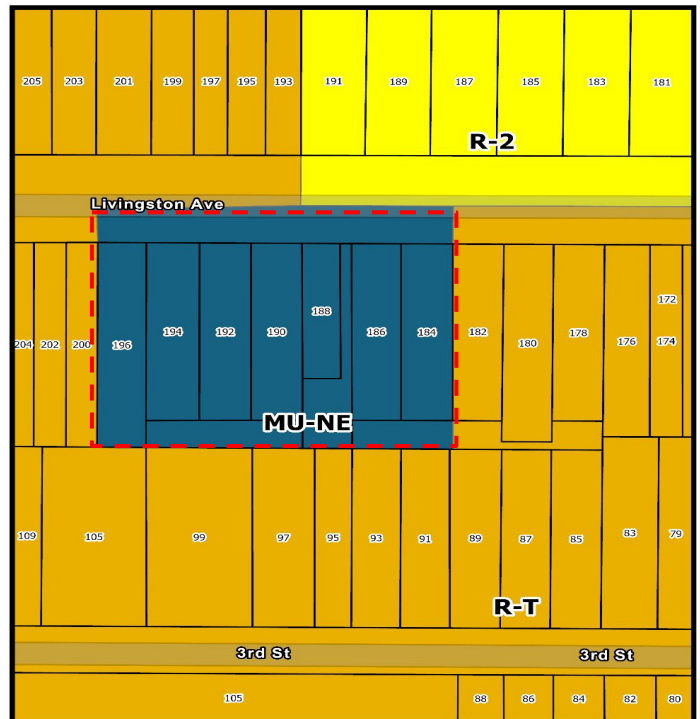 205 203 201 199 197 195 193 191 189 187 185 183 181
R-2
Livingston Ave
204 202 200 196 194 192 190 188 186 184 182 180 178 176 172
174
MU-NE
109 105 99 97 95 93 91 89 87 85 83 79
R-T
3rd St 3rd St
105 88 86 84 82 80